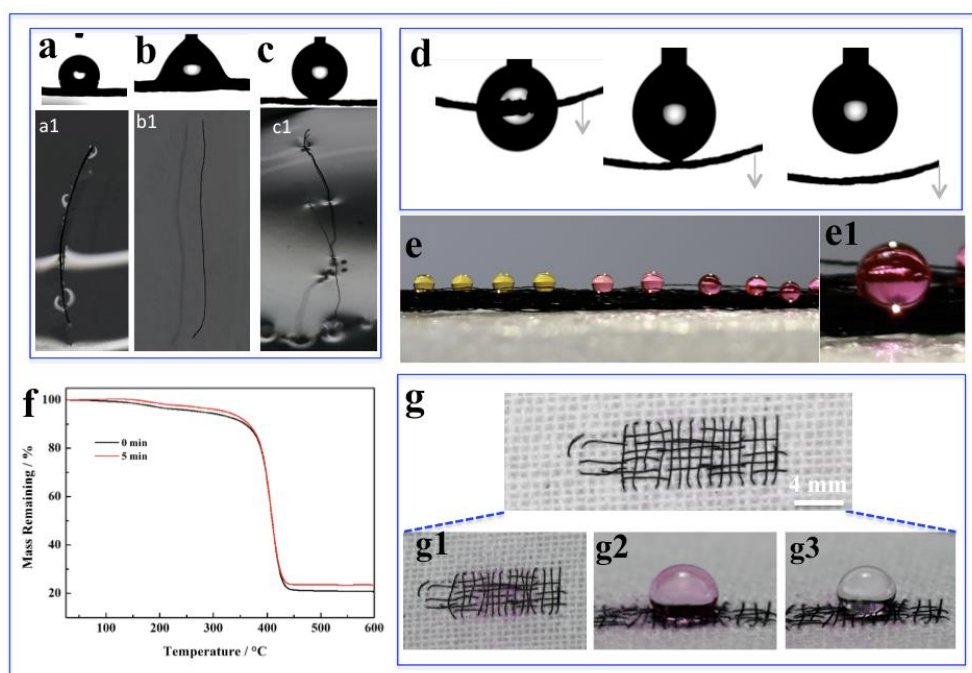 a
b
c
d
a1
b1
c1
e
e1
f
0 min
5 min
Mass Remaining / %
100
80
60
40
20
100 200 300 400 500 600
Temperature / °C
g
4 mm
g1
g2
g3